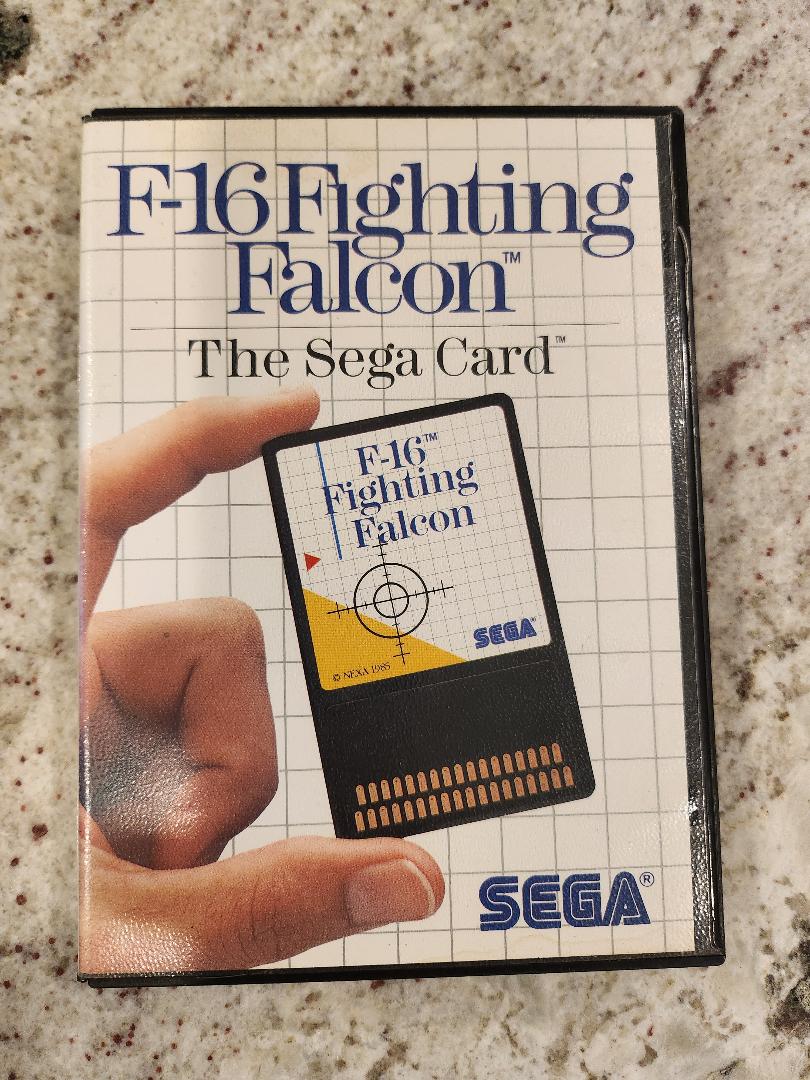 F-16 Fighting
Falcon™
The Sega Card™
F-16™
Fighting
Falcon
SEGA®
© NEXA 1985
SEGA®